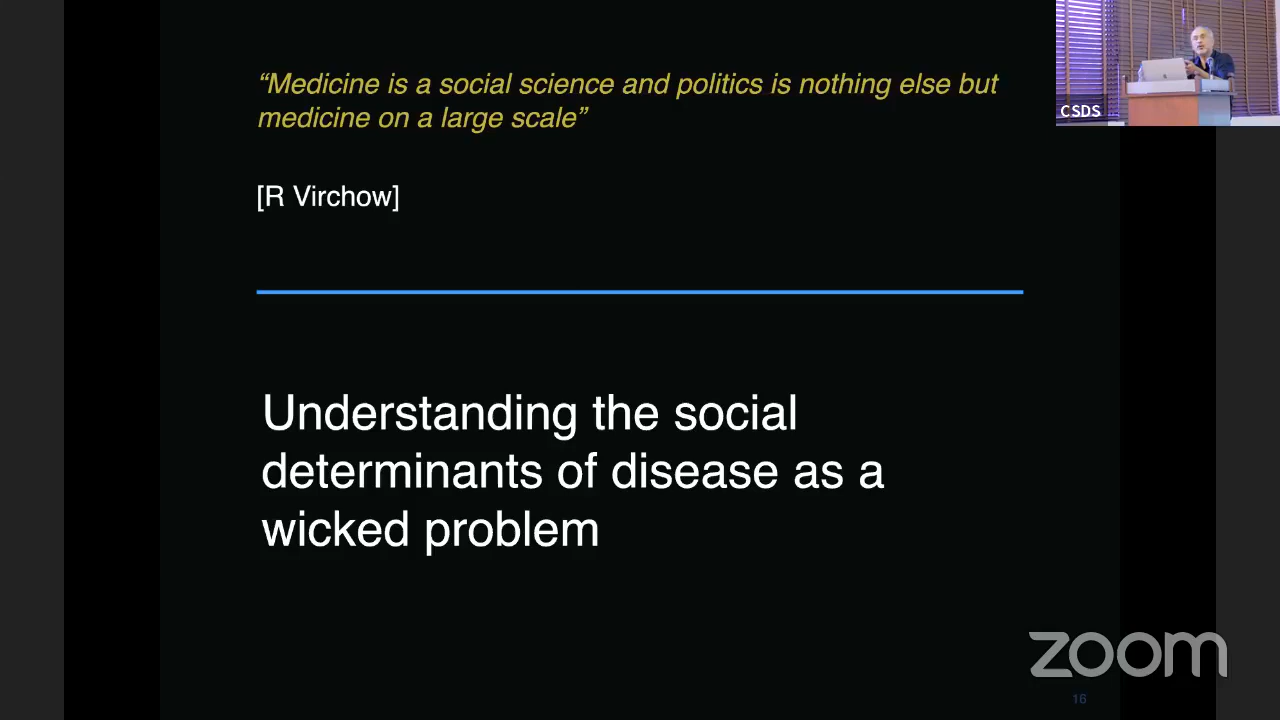 “Medicine is a social science and politics is nothing else but
medicine on a large scale”
[R Virchow]
CSDS
Understanding the social
determinants of disease as a
wicked problem
zoom
16